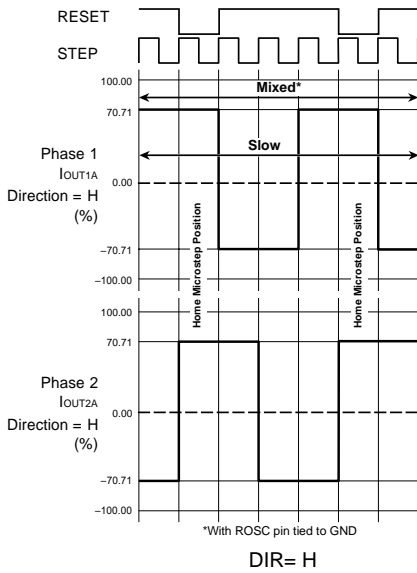 RESET
STEP
100.00
Mixed*
70.71
Slow
Phase 1
IOUT1A
Direction = H
(%)
0.00
Home Microstep Position
Home Microstep Position
–70.71
–100.00
100.00
70.71
Phase 2
IOUT2A
Direction = H
(%)
0.00
–70.71
–100.00
*With ROSC pin tied to GND
DIR= H